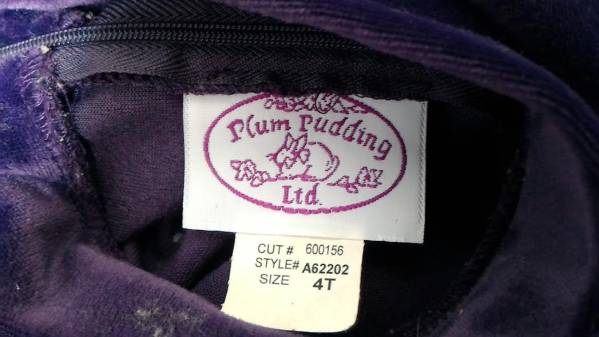 Plum Pudding
Ltd.
CUT # 600156
STYLE# A62202
SIZE 4T